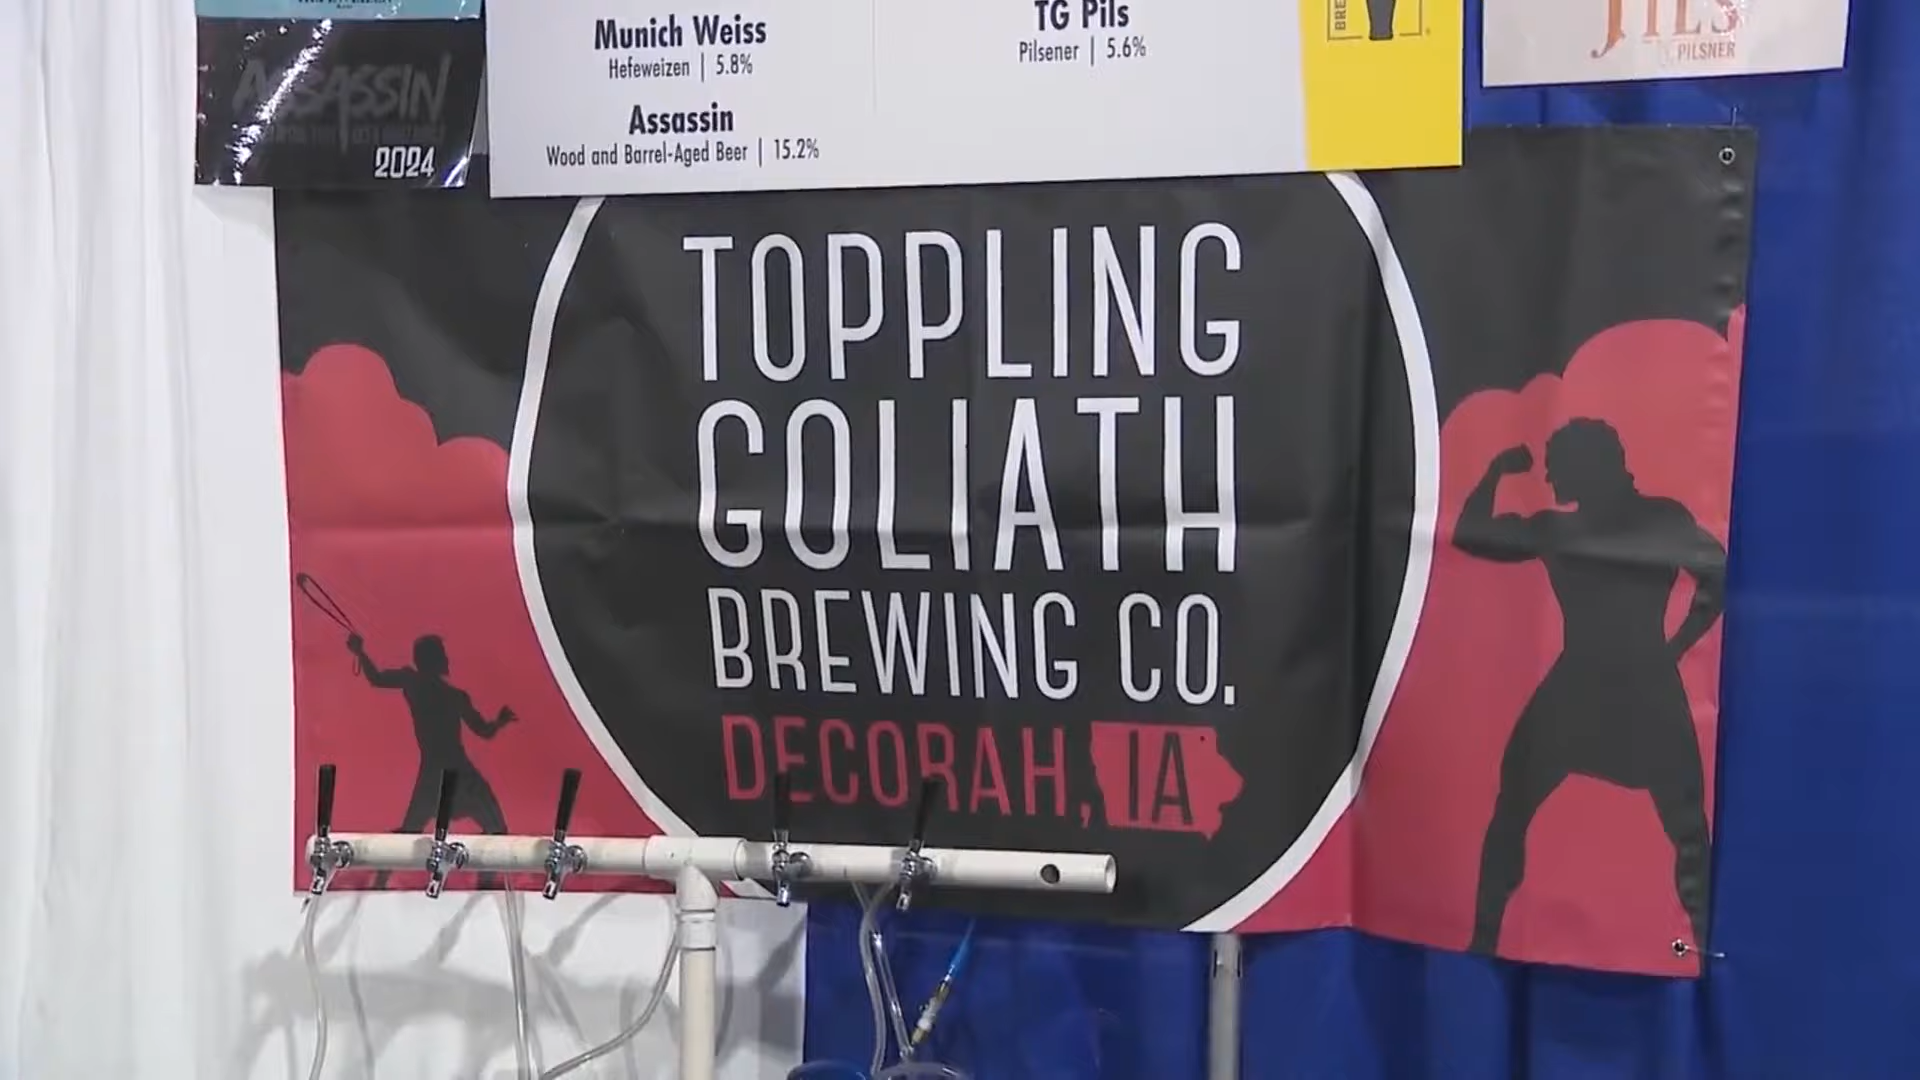 ASSASSIN
2024
Munich Weiss
Hefeweizen | 5.8%
Assassin
Wood and Barrel-Aged Beer | 15.2%
TG Pils
Pilsener | 5.6%
BRE
PILSNER
TOPPLING
GOLIATH
BREWING CO.
DECORAH, IA